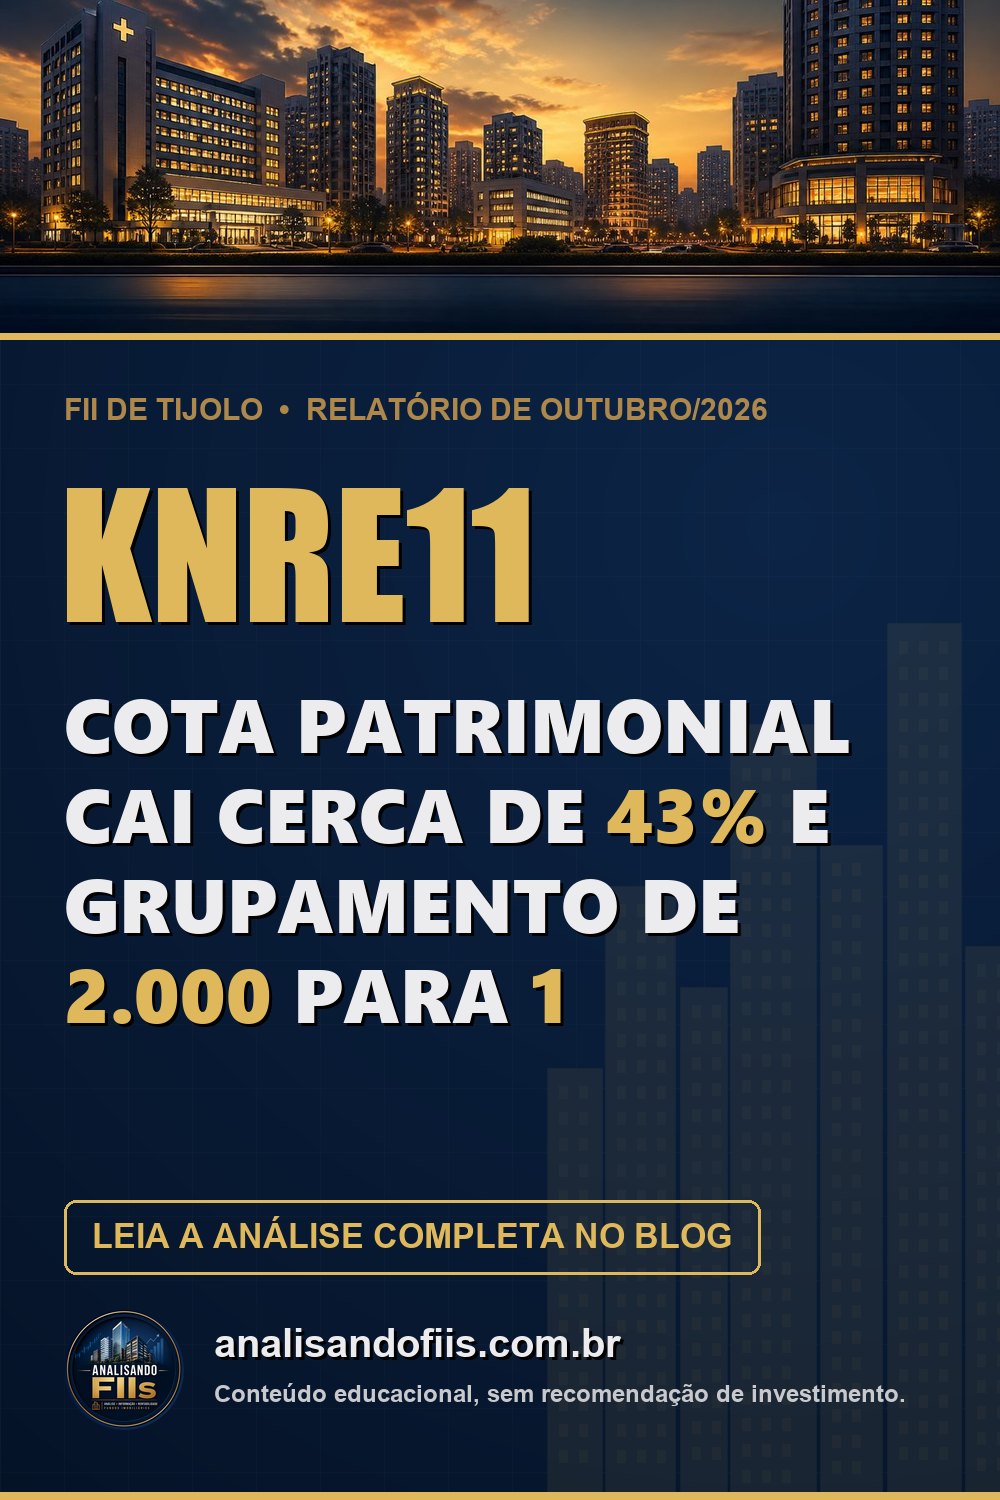 FII DE TIJOLO • RELATÓRIO DE OUTUBRO/2026
KNRE11
COTA PATRIMONIAL
CAI CERCA DE 43% E
GRUPAMENTO DE
2.000 PARA 1
LEIA A ANÁLISE COMPLETA NO BLOG
ANALISANDO
FIIs
analisandofiis.com.br
Conteúdo educacional, sem recomendação de investimento.